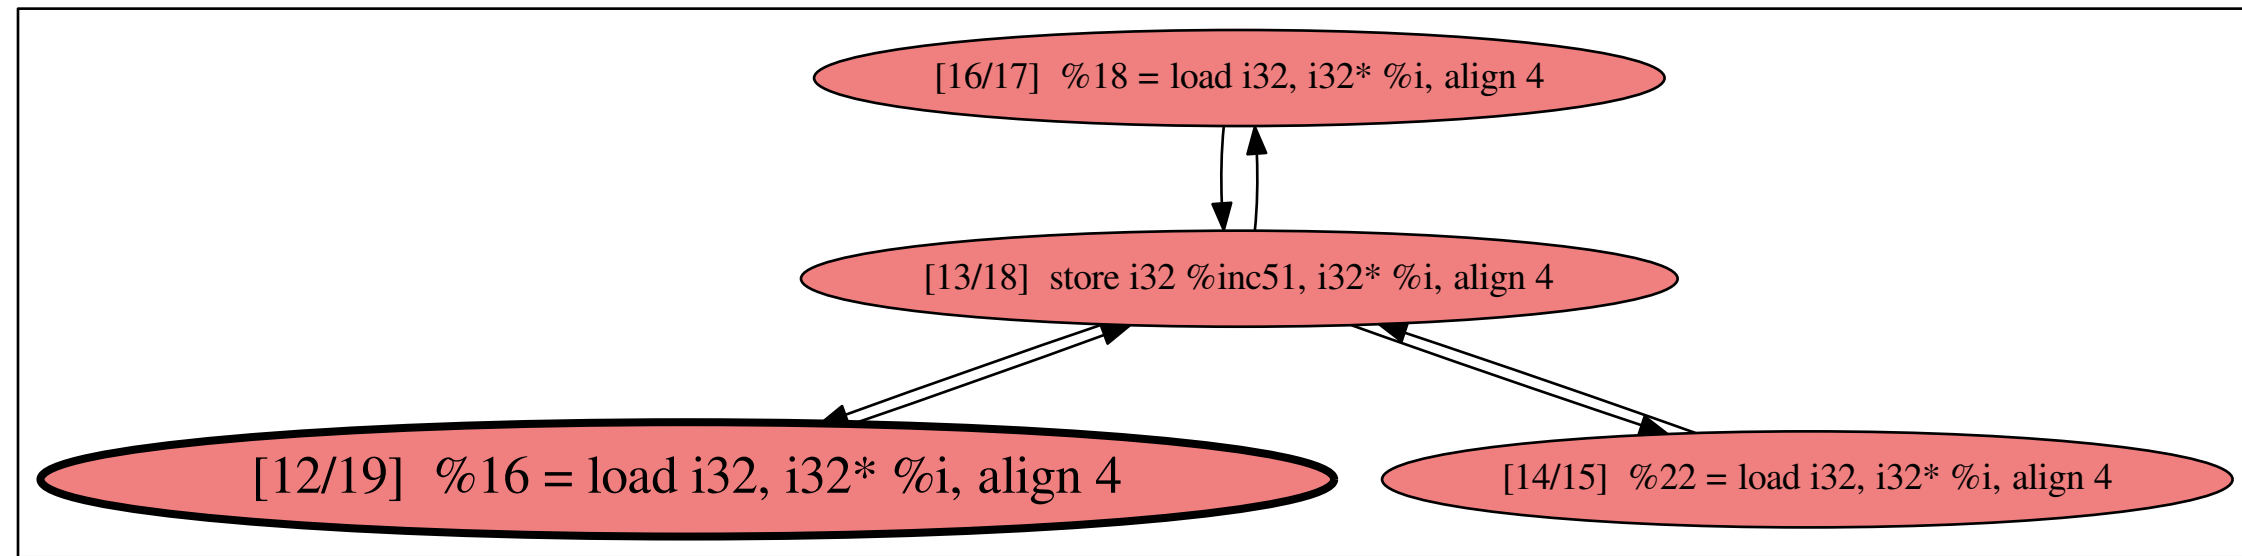 [16/17]  %18 = load i32, i32* %i, align 4
[13/18]  store i32 %inc51, i32* %i, align 4
[12/19]  %16 = load i32, i32* %i, align 4
[14/15]  %22 = load i32, i32* %i, align 4